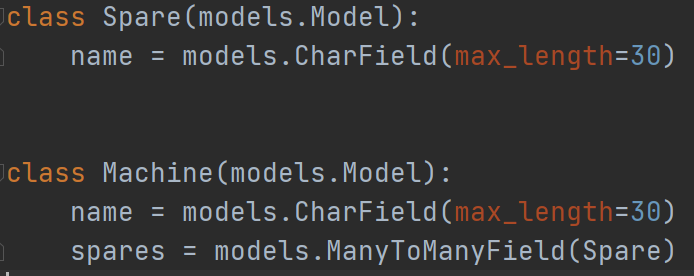 class Spare(models.Model):
    name = models.CharField(max_length=30)
class Machine(models.Model):
    name = models.CharField(max_length=30)
    spares = models.ManyToManyField(Spare)